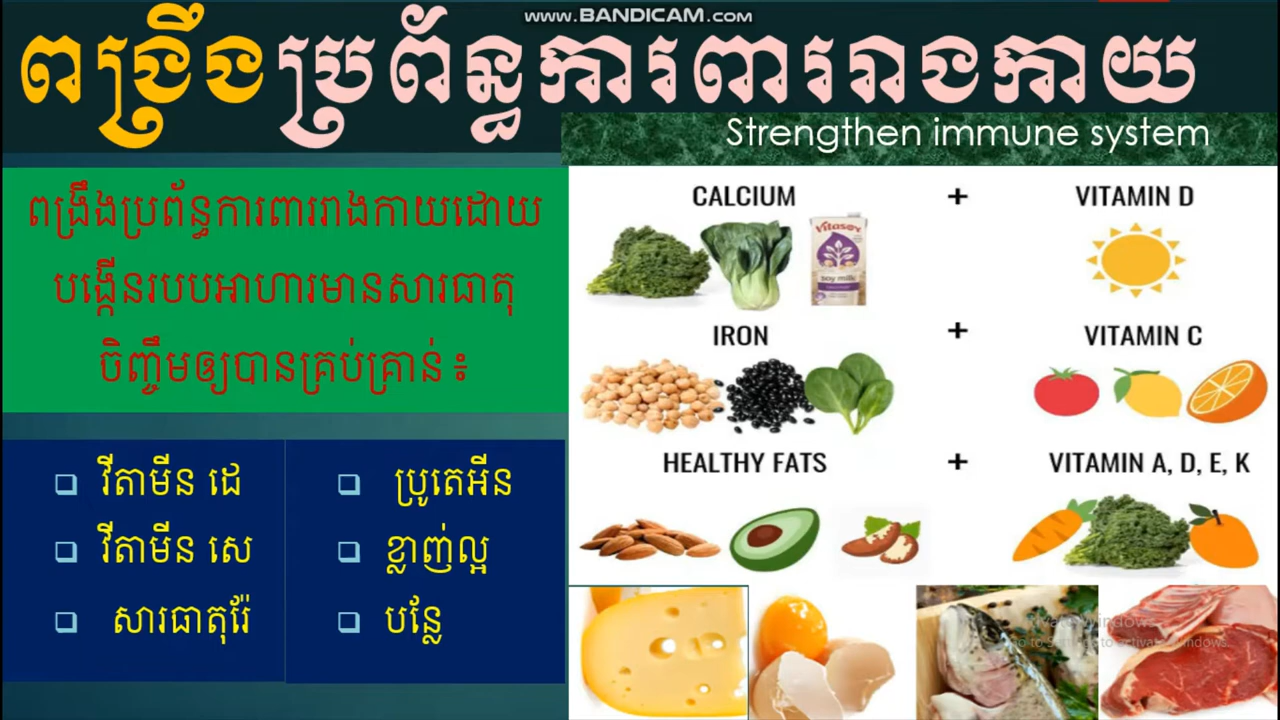 www.BANDICAM.com
ពង្រឹងប្រព័ន្ធការពាររាងកាយ
Strengthen immune system
ពង្រឹងប្រព័ន្ធការពាររាងកាយដោយ
បង្កើនរបបអាហារមានសារធាតុ
ចិញ្ចឹមឲ្យបានគ្រប់គ្រាន់ ៖
វីតាមីន ដេ
វីតាមីន សេ
សារធាតុរ៉ែ
ប្រូតេអីន
ខ្លាញ់ល្អ
បន្លែ
CALCIUM + VITAMIN D
Vitasoy
soy milk
IRON + VITAMIN C
HEALTHY FATS + VITAMIN A, D, E, K